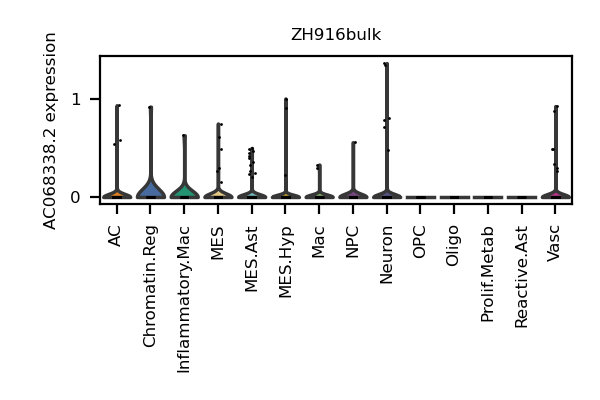 ZH916bulk
AC068338.2 expression
1
0
AC
Chromatin.Reg
Inflammatory.Mac
MES
MES.Ast
MES.Hyp
Mac
NPC
Neuron
OPC
Oligo
Prolif.Metab
Reactive.Ast
Vasc